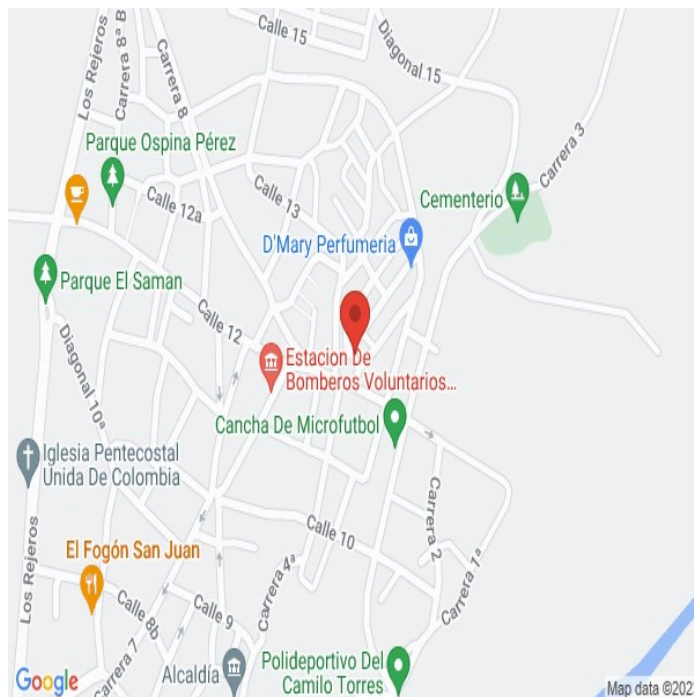 Calle 15
Diagonal 15
Los Rejeros
Carrera 8ª B
Carrera 8
Carrera 3
Parque Ospina Pérez
Calle 12a
Calle 13
Cementerio
D'Mary Perfumeria
Parque El Saman
Calle 12
Estacion De
Bomberos Voluntarios...
Diagonal 10ª
Cancha De Microfutbol
Iglesia Pentecostal
Unida De Colombia
Carrera 2
Calle 10
Los Rejeros
El Fogón San Juan
Carrera 4ª
Carrera 1ª
Calle 9
Calle 8b
Carrera 7
Alcaldía
Polideportivo Del
Camilo Torres
Google
Map data ©202